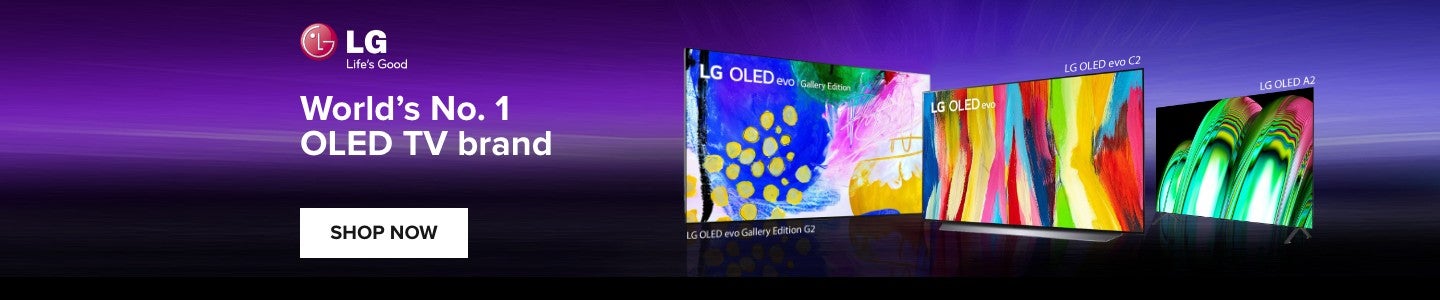 LG
Life's Good
World's No. 1
OLED TV brand
SHOP NOW
LG OLED evo | Gallery Edition
LG OLED evo Gallery Edition G2
LG OLED evo C2
LG OLED evo
LG OLED A2